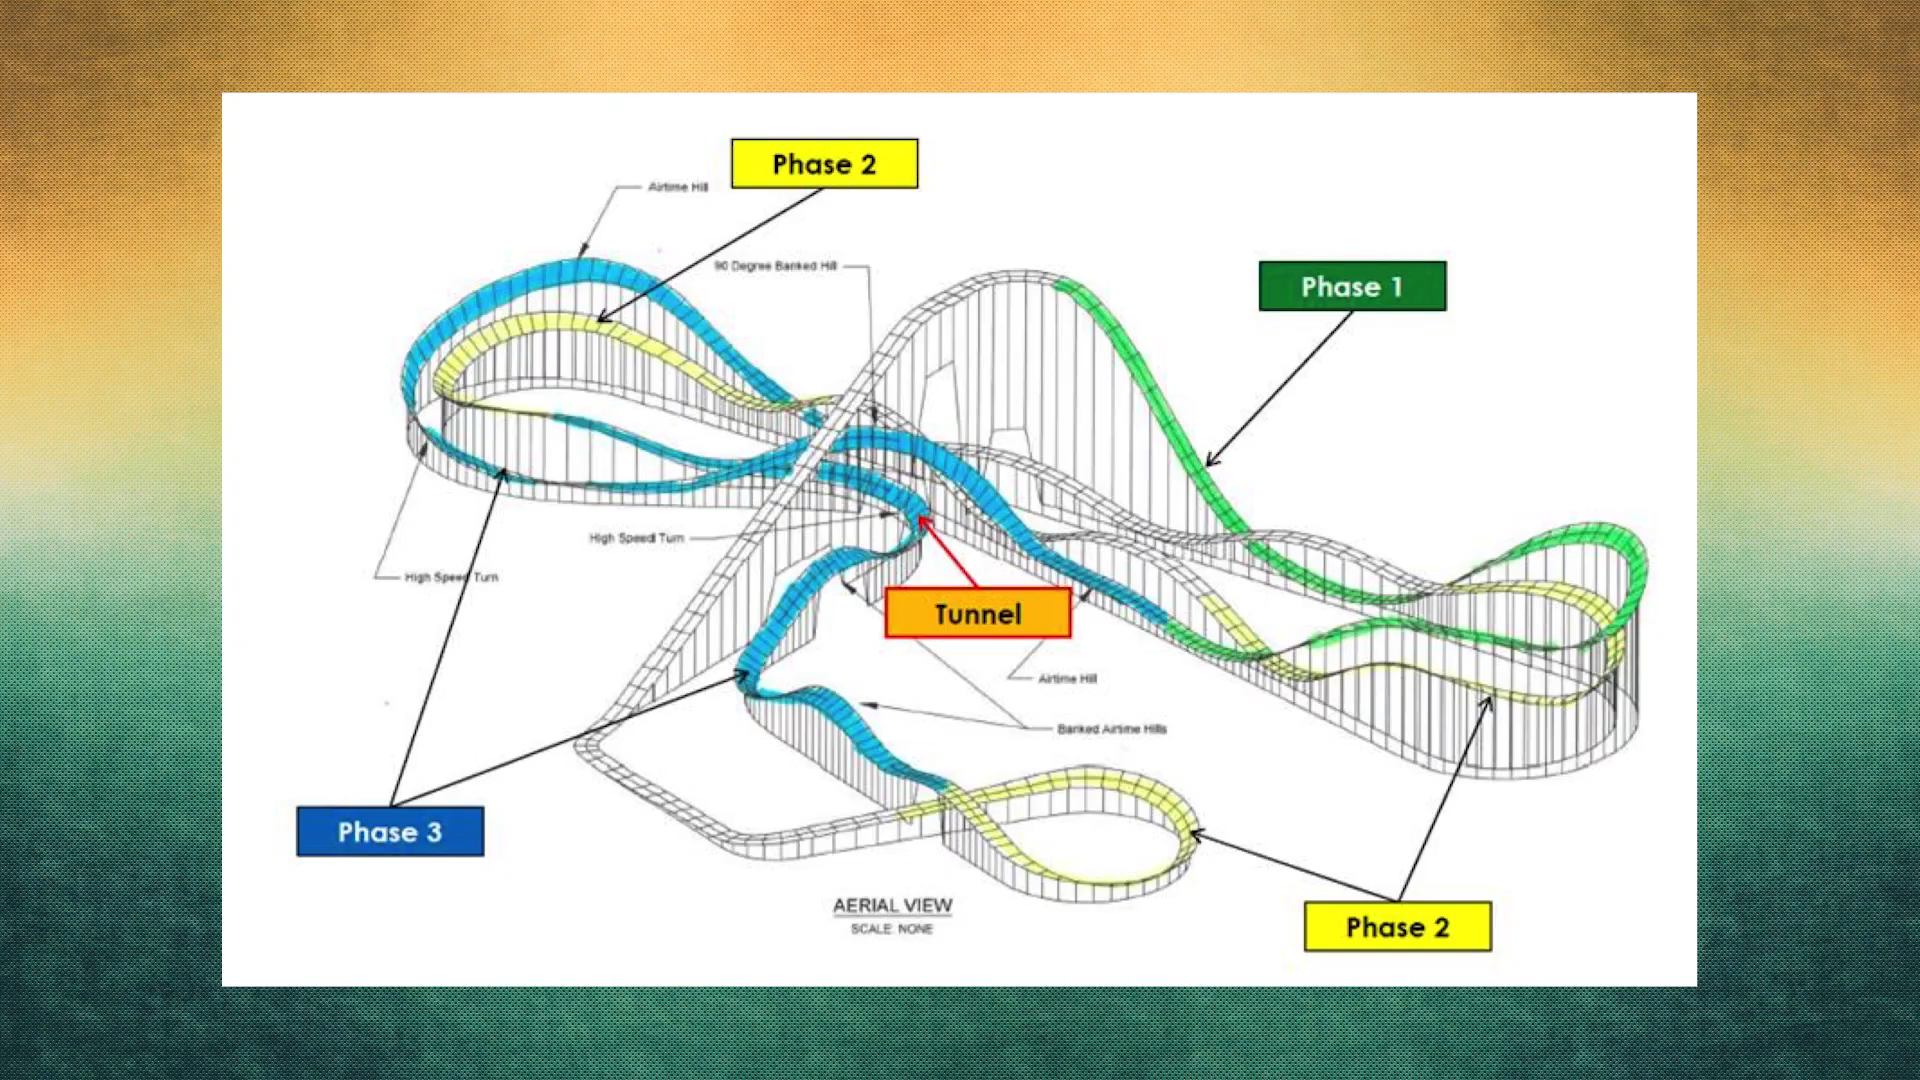 Phase 2
Airtime Hill
90 Degree Banked Hill
Phase 1
High Speed Turn
High Speed Turn
Tunnel
Airtime Hill
Banked Airtime Hills
Phase 3
AERIAL VIEW
SCALE: NONE
Phase 2